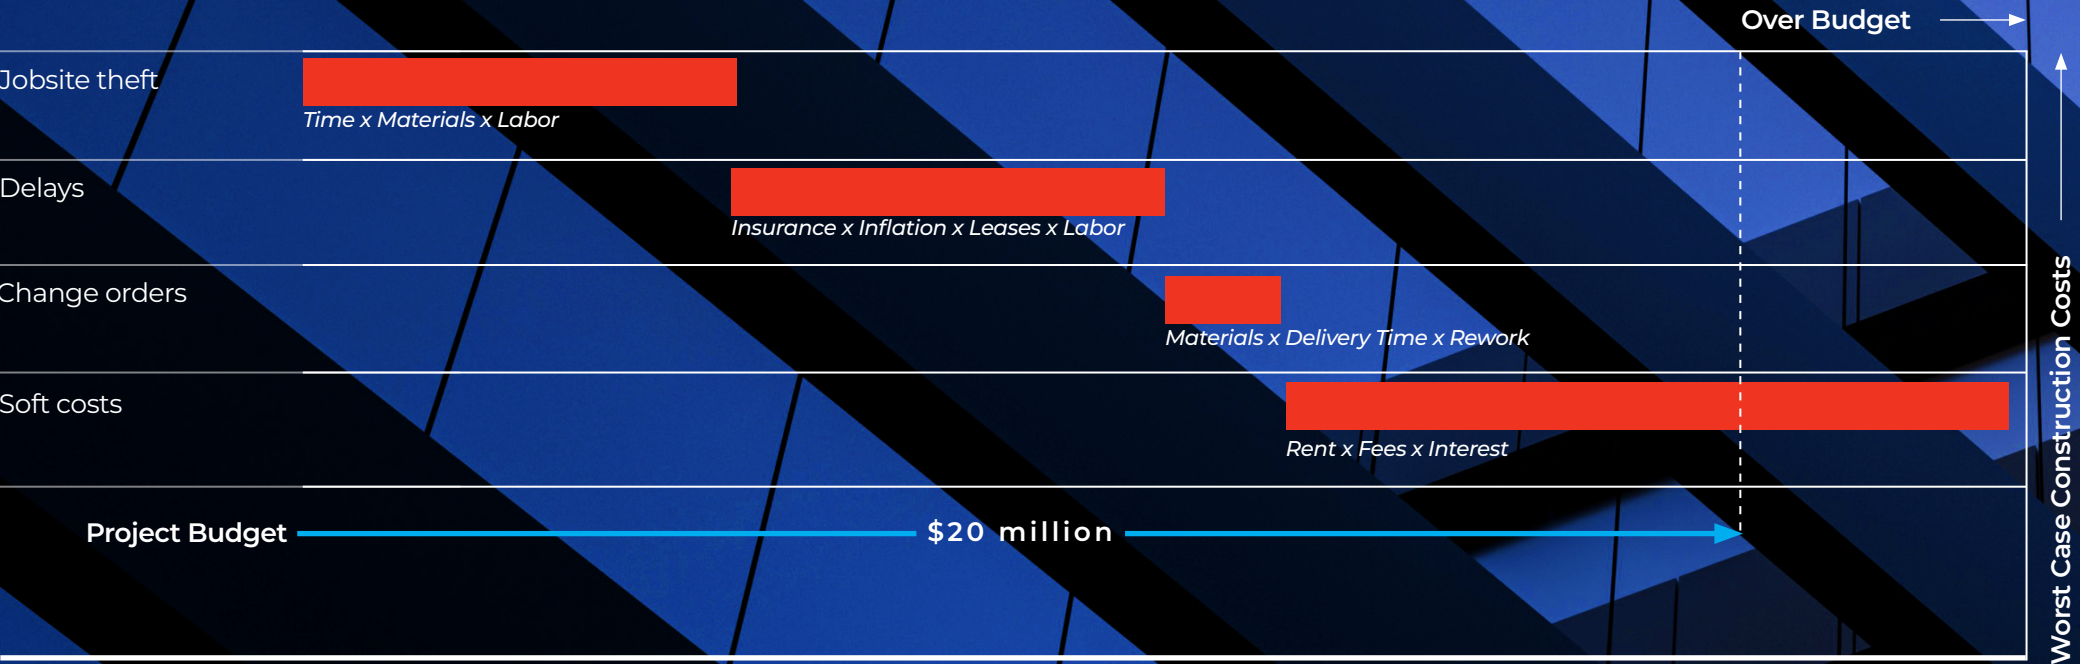 Over Budget
Jobsite theft
Time x Materials x Labor
Delays
Insurance x Inflation x Leases x Labor
Change orders
Materials x Delivery Time x Rework
Soft costs
Rent x Fees x Interest
Project Budget
$20 million
Worst Case Construction Costs